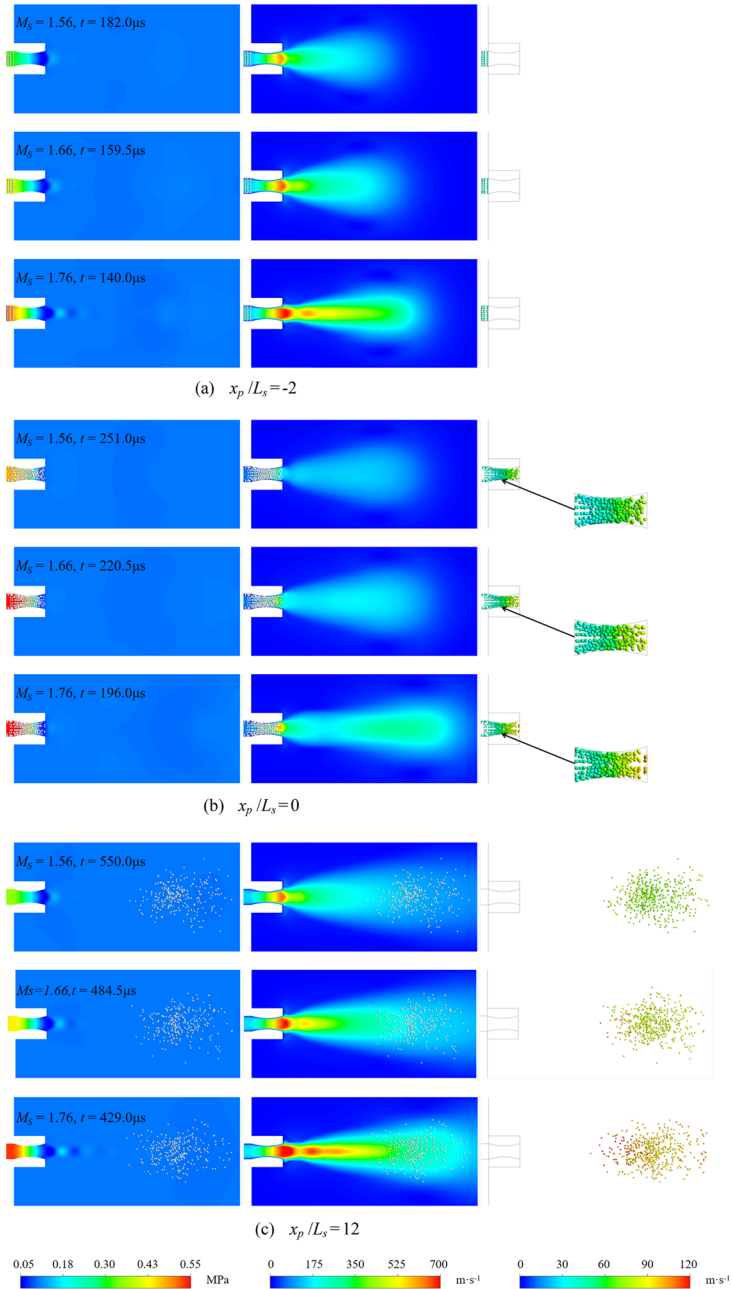 Ms = 1.56, t = 182.0μs
Ms = 1.66, t = 159.5μs
Ms = 1.76, t = 140.0μs
(a) xp /Ls=-2
Ms = 1.56, t = 251.0μs
Ms = 1.66, t = 220.5μs
Ms = 1.76, t = 196.0μs
(b) xp /Ls=0
Ms = 1.56, t = 550.0μs
Ms=1.66,t = 484.5μs
Ms = 1.76, t = 429.0μs
(c) xp /Ls=12
0.05 0.18 0.30 0.43 0.55 MPa 0 175 350 525 700 m·s-1 0 30 60 90 120 m·s-1